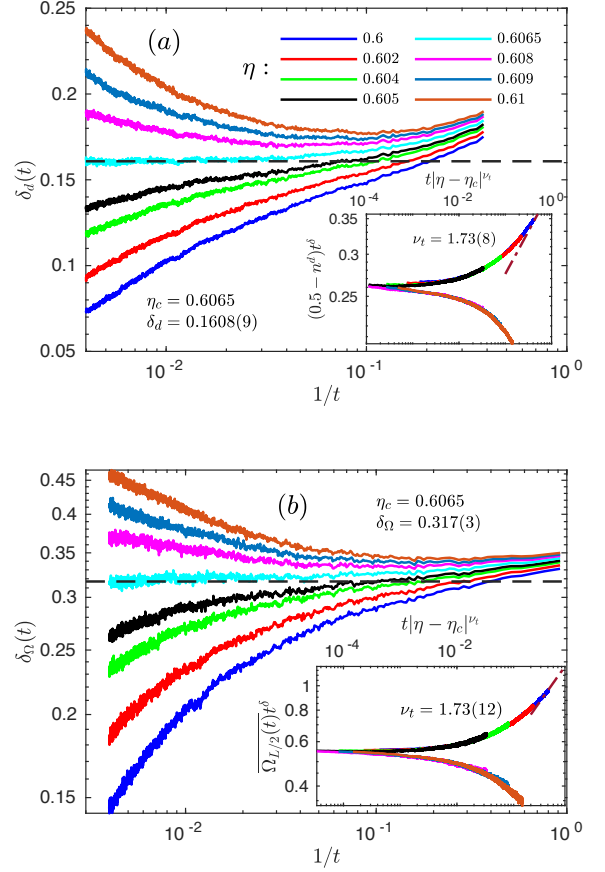 (a)
η :
0.6
0.602
0.604
0.605
0.6065
0.608
0.609
0.61
0.25
0.2
0.15
0.1
0.05
δ_d(t)
10^-4
10^-2
10^0
t|η − η_c|^ν_t
0.35
0.3
0.25
(0.5 − n^d)t^δ
ν_t = 1.73(8)
η_c = 0.6065
δ_d = 0.1608(9)
10^-2
10^-1
10^0
1/t
(b)
η_c = 0.6065
δ_Ω = 0.317(3)
0.45
0.4
0.35
0.3
0.25
0.2
0.15
δ_Ω(t)
t|η − η_c|^ν_t
10^-4
10^-2
1
0.6
0.4
Ω_L/2(t)t^δ
ν_t = 1.73(12)
10^-2
10^-1
10^0
1/t